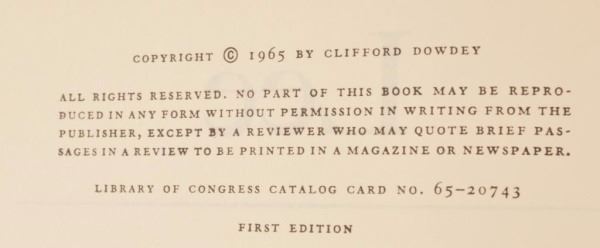 COPYRIGHT © 1965 BY CLIFFORD DOWDEY
ALL RIGHTS RESERVED. NO PART OF THIS BOOK MAY BE REPRO-
DUCED IN ANY FORM WITHOUT PERMISSION IN WRITING FROM THE
PUBLISHER, EXCEPT BY A REVIEWER WHO MAY QUOTE BRIEF PAS-
SAGES IN A REVIEW TO BE PRINTED IN A MAGAZINE OR NEWSPAPER.
LIBRARY OF CONGRESS CATALOG CARD NO. 65–20743
FIRST EDITION